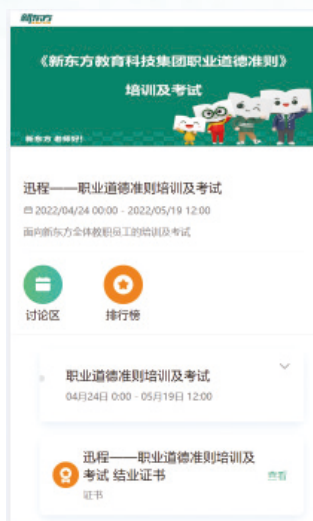 新东方
《新东方教育科技集团职业道德准则》
培训及考试
新东方 老师好!
迅程——职业道德准则培训及考试
2022/04/24 00:00 - 2022/05/19 12:00
面向新东方全体教职员工的培训及考试
讨论区
排行榜
职业道德准则培训及考试
04月24日 0:00 - 05月19日 12:00
迅程——职业道德准则培训及
考试 结业证书
查看
证书